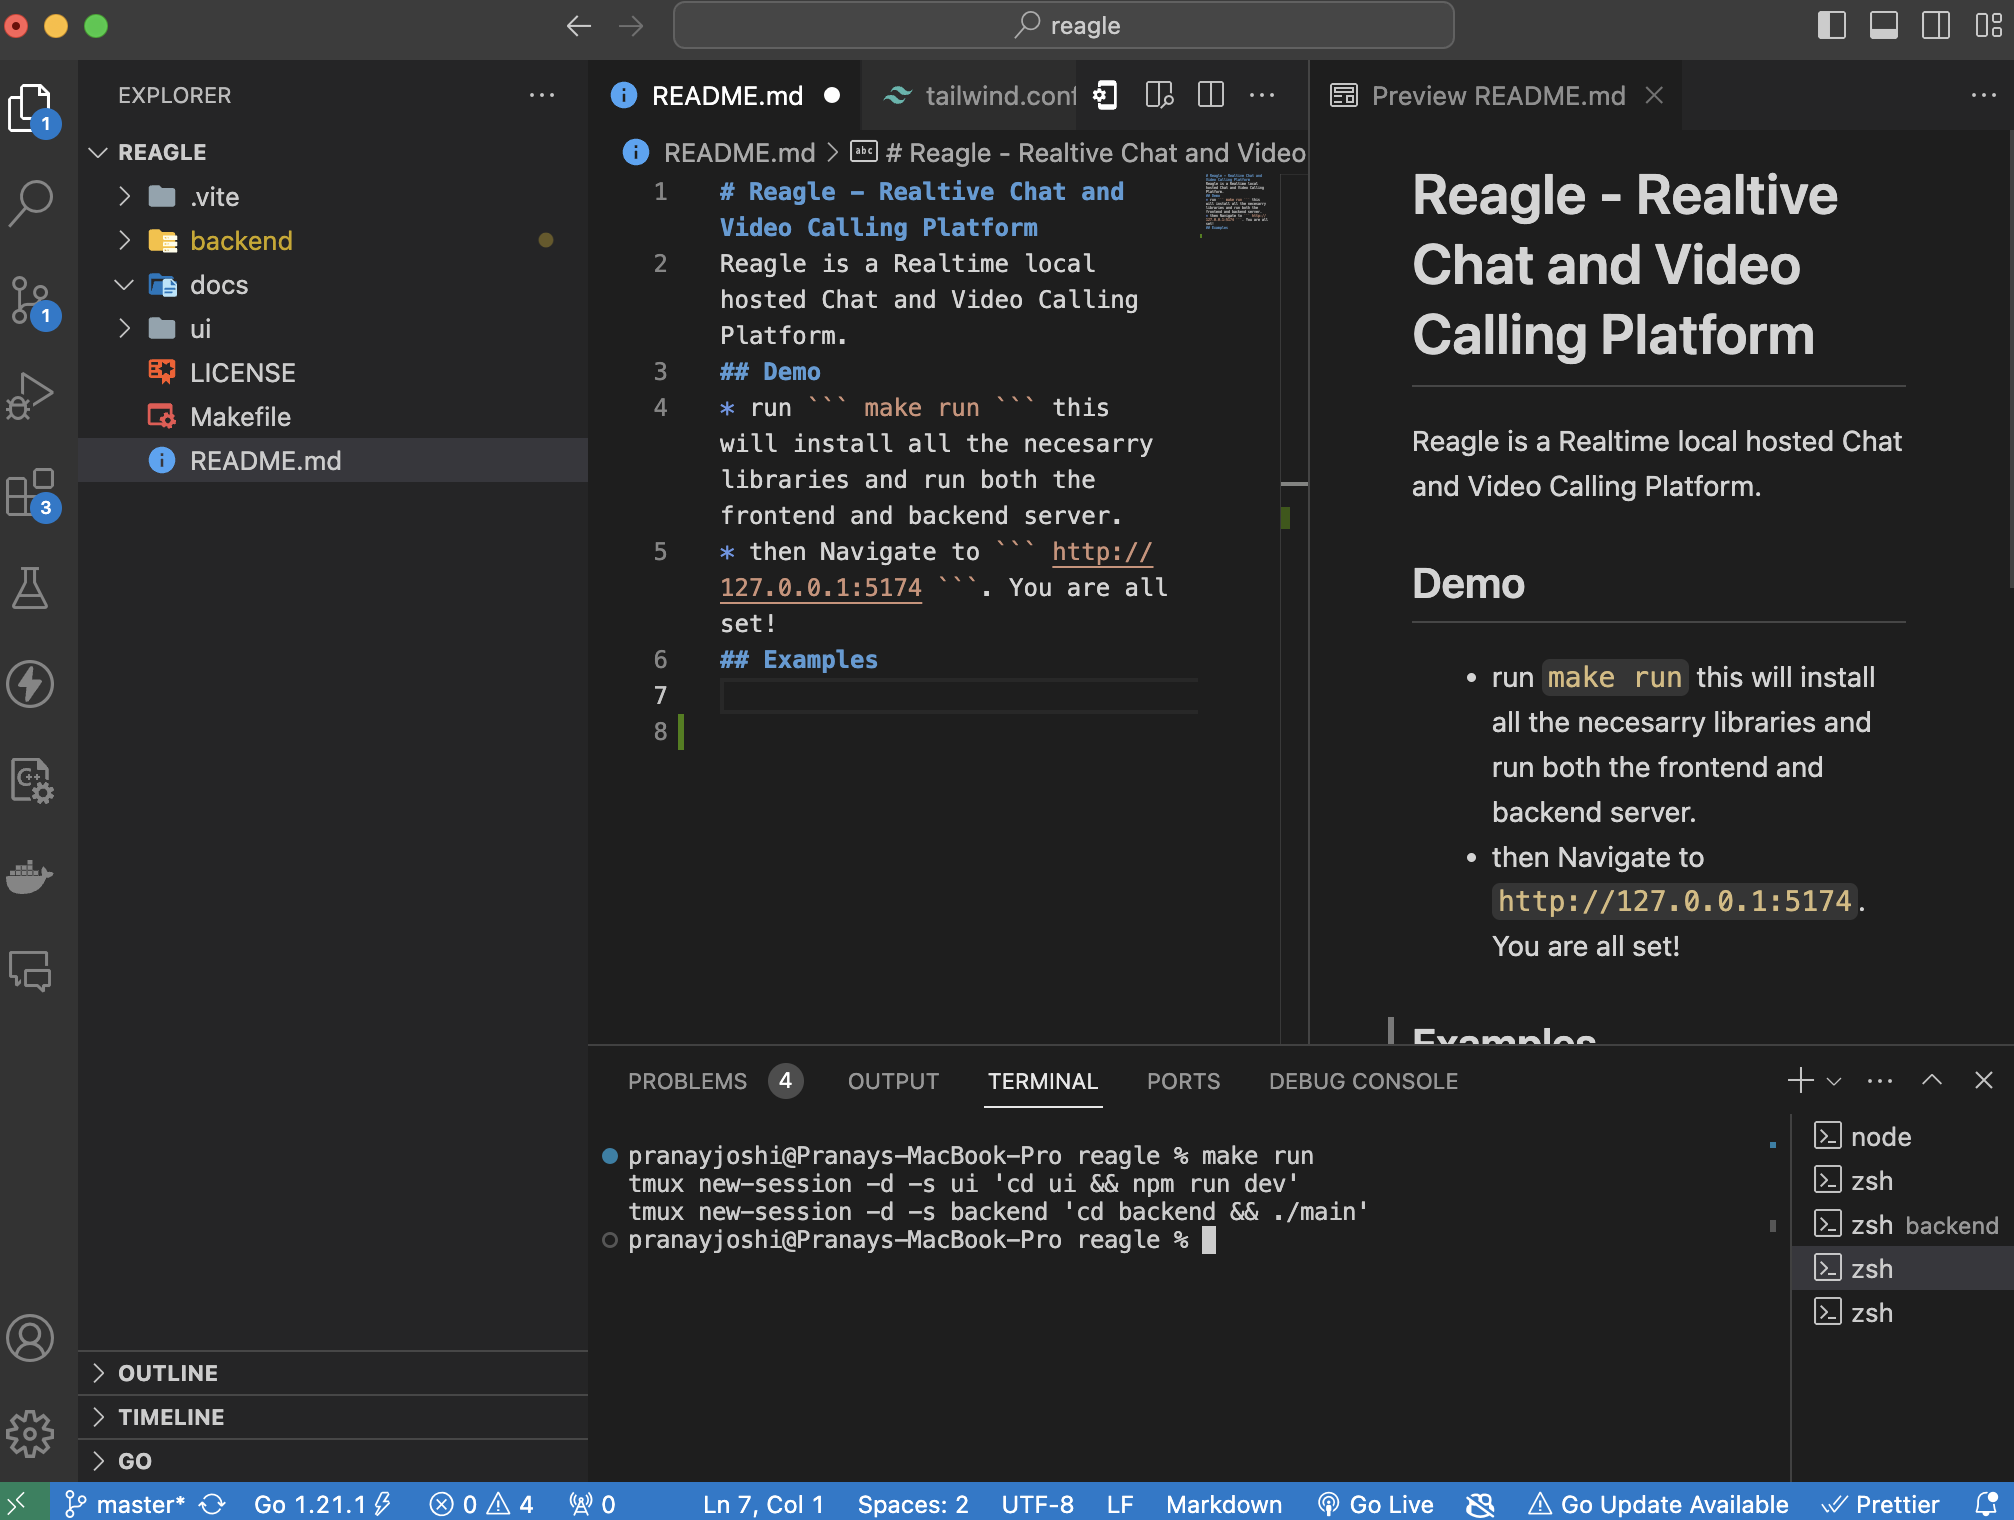 reagle
EXPLORER
REAGLE
.vite
backend
docs
ui
LICENSE
Makefile
README.md
OUTLINE
TIMELINE
GO
1
1
3
README.md
tailwind.conf
README.md > # Reagle - Realtive Chat and Video
1 # Reagle - Realtive Chat and
Video Calling Platform
2 Reagle is a Realtime local
hosted Chat and Video Calling
Platform.
3 ## Demo
4 * run ``` make run ``` this
will install all the necesarry
libraries and run both the
frontend and backend server.
5 * then Navigate to ``` http://
127.0.0.1:5174 ```. You are all
set!
6 ## Examples
7
8
Preview README.md
Reagle - Realtive
Chat and Video
Calling Platform
Reagle is a Realtime local hosted Chat
and Video Calling Platform.
Demo
• run make run this will install
all the necesarry libraries and
run both the frontend and
backend server.
• then Navigate to
http://127.0.0.1:5174.
You are all set!
Examples
PROBLEMS 4 OUTPUT TERMINAL PORTS DEBUG CONSOLE
pranayjoshi@Pranays-MacBook-Pro reagle % make run
tmux new-session -d -s ui 'cd ui && npm run dev'
tmux new-session -d -s backend 'cd backend && ./main'
pranayjoshi@Pranays-MacBook-Pro reagle %
node
zsh
zsh backend
zsh
zsh
master* Go 1.21.1 0 4 0 Ln 7, Col 1 Spaces: 2 UTF-8 LF Markdown Go Live Go Update Available Prettier